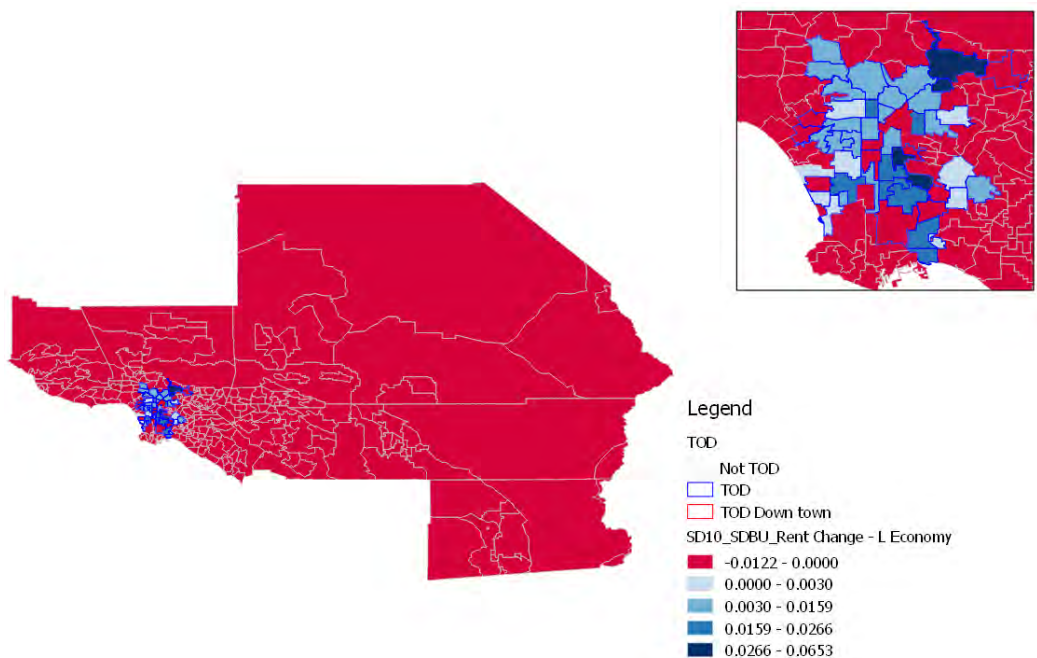 Legend
TOD
Not TOD
TOD
TOD Down town
SD10_SDBU_Rent Change - L Economy
-0.0122 - 0.0000
0.0000 - 0.0030
0.0030 - 0.0159
0.0159 - 0.0266
0.0266 - 0.0653